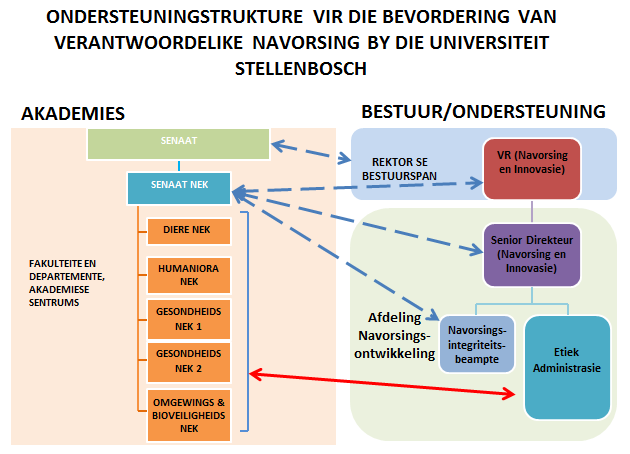 ONDERSTEUNINGSTRUKTURE VIR DIE BEVORDERING VAN
VERANTWOORDELIKE NAVORSING BY DIE UNIVERSITEIT
STELLENBOSCH
AKADEMIES
SENAAT
SENAAT NEK
DIERE NEK
HUMANIORA
NEK
GESONDHEIDS
NEK 1
GESONDHEIDS
NEK 2
OMGEWINGS &
BIOVEILIGHEIDS
NEK
FAKULTEITE EN
DEPARTEMENTE,
AKADEMIESE
SENTRUMS
BESTUUR/ONDERSTEUNING
REKTOR SE
BESTUURSPAN
VR (Navorsing
en Innovasie)
Senior Direkteur
(Navorsing en
Innovasie)
Afdeling
Navorsings-
ontwikkeling
Navorsings-
integriteits-
beampte
Etiek
Administrasie